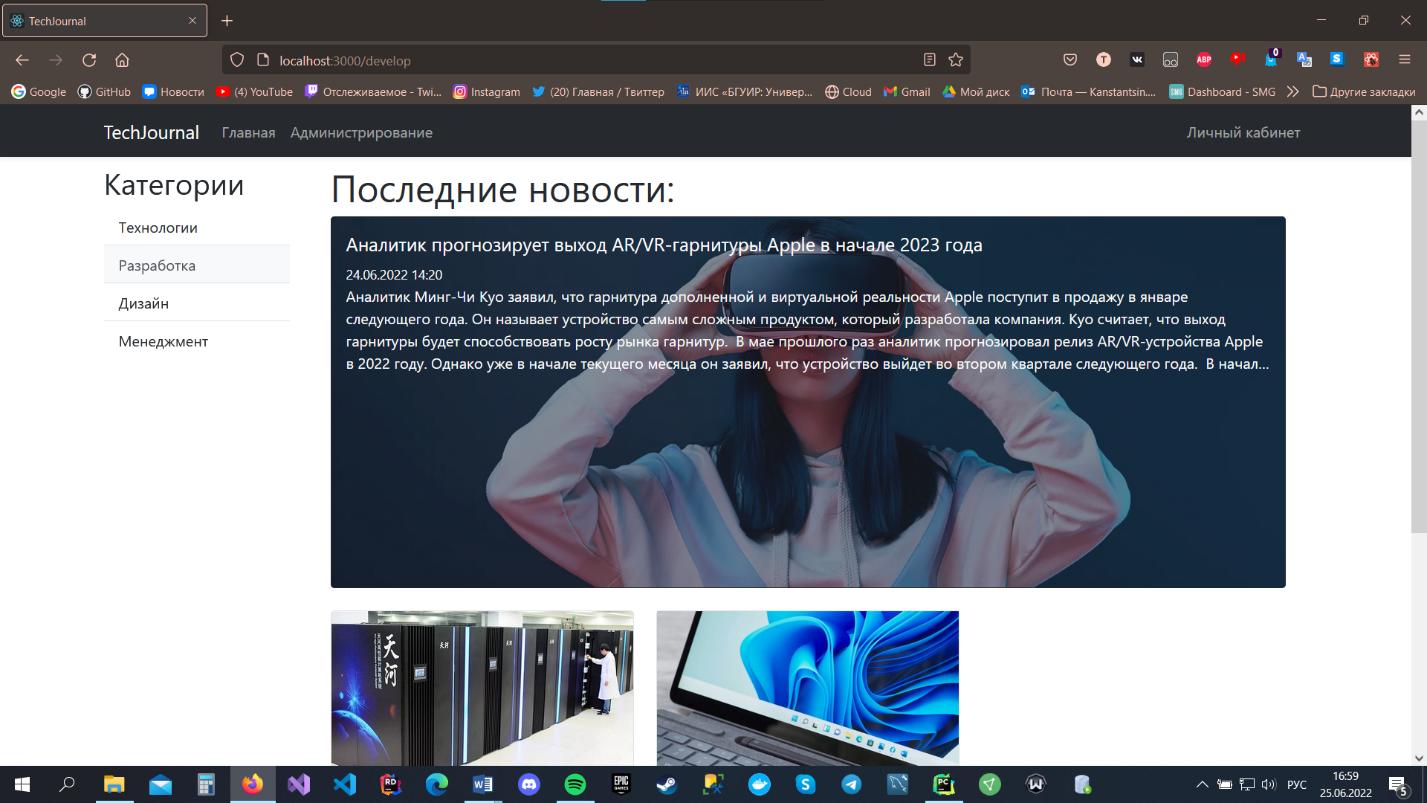 TechJournal
localhost:3000/develop
Google GitHub Новости (4) YouTube Отслеживаемое - Twi... Instagram (20) Главная / Твиттер ИИС «БГУИР: Универ... Cloud Gmail Мой диск Почта — Kanstantsin.... Dashboard - SMG Другие закладки
TechJournal Главная Администрирование Личный кабинет
Категории
Технологии
Разработка
Дизайн
Менеджмент
Последние новости:
Аналитик прогнозирует выход AR/VR-гарнитуры Apple в начале 2023 года
24.06.2022 14:20
Аналитик Минг-Чи Куо заявил, что гарнитура дополненной и виртуальной реальности Apple поступит в продажу в январе
следующего года. Он называет устройство самым сложным продуктом, который разработала компания. Куо считает, что выход
гарнитуры будет способствовать росту рынка гарнитур. В мае прошлого раз аналитик прогнозировал релиз AR/VR-устройства Apple
в 2022 году. Однако уже в начале текущего месяца он заявил, что устройство выйдет во втором квартале следующего года. В начал...
天河
天河
РУС
16:59
25.06.2022
5